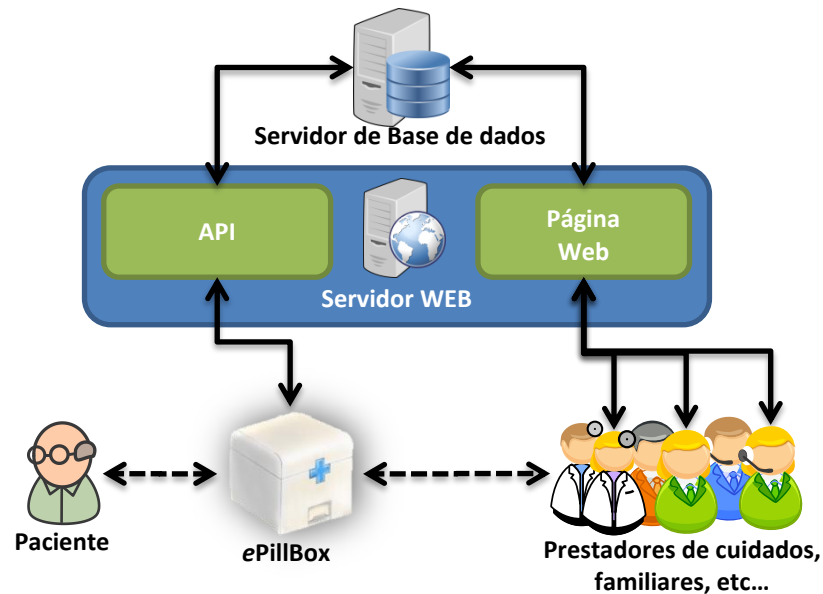 Servidor de Base de dados
API
Página
Web
Servidor WEB
Paciente
ePillBox
Prestadores de cuidados,
familiares, etc…